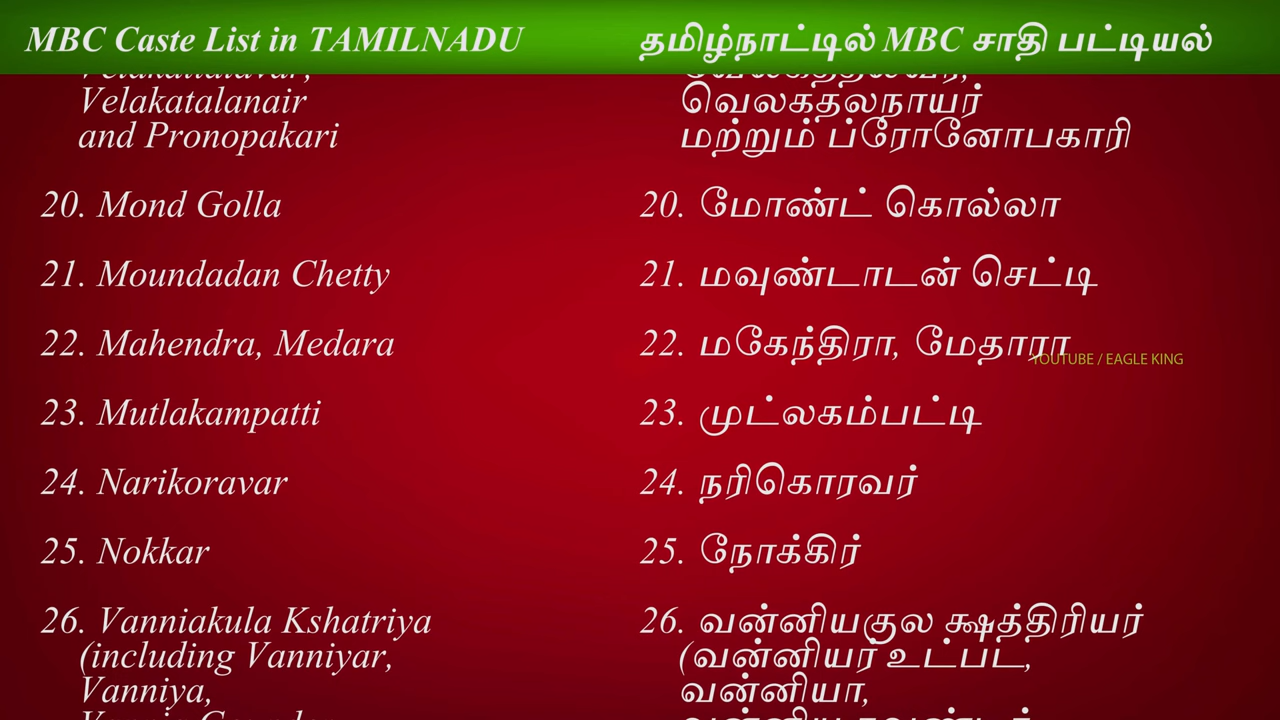 MBC Caste List in TAMILNADU
தமிழ்நாட்டில் MBC சாதி பட்டியல்
Velakatalanair
and Pronopakari
20. Mond Golla
21. Moundadan Chetty
22. Mahendra, Medara
23. Mutlakampatti
24. Narikoravar
25. Nokkar
26. Vanniakula Kshatriya
(including Vanniyar,
Vanniya,
வெலகதலநாயர்
மற்றும் ப்ரோனோபகாரி
20. மோண்ட் கொல்லா
21. மவுண்டாடன் செட்டி
22. மகேந்திரா, மேதாரா
YOUTUBE / EAGLE KING
23. முட்லகம்பட்டி
24. நரிகொரவர்
25. நோக்கிர்
26. வன்னியகுல க்ஷத்திரியர்
(வன்னியர் உட்பட,
வன்னியா,